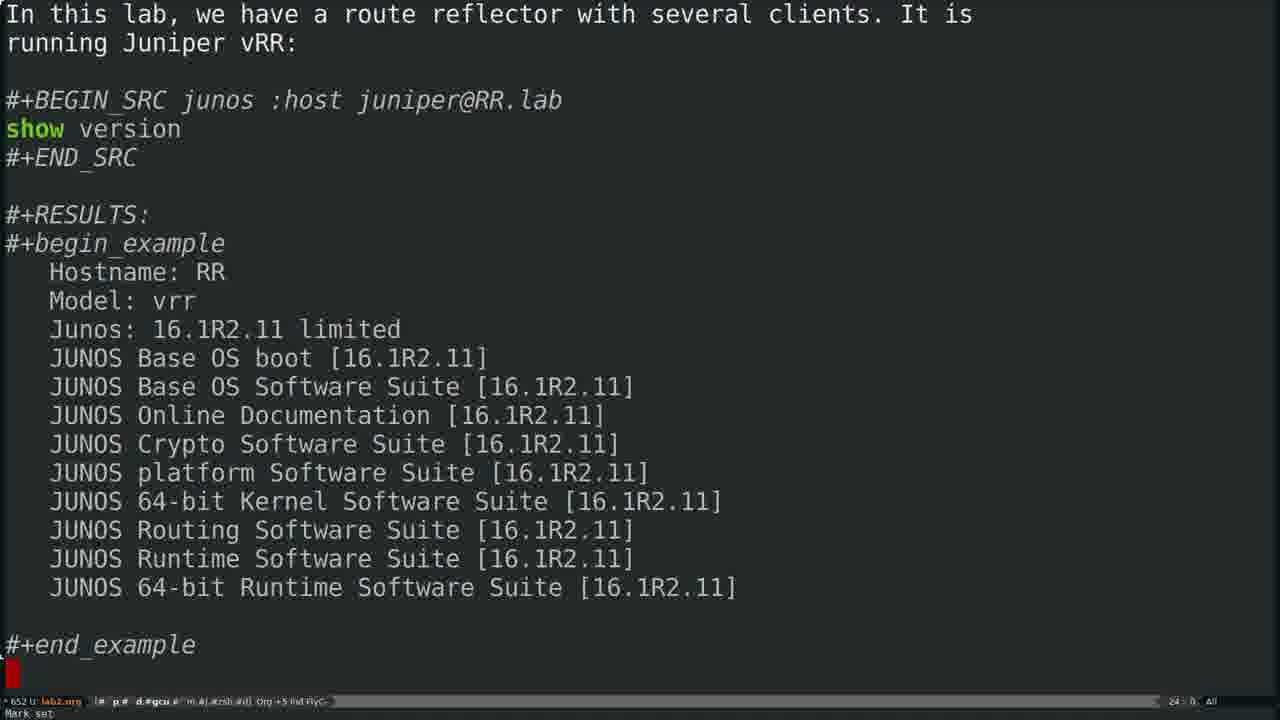 In this lab, we have a route reflector with several clients. It is
running Juniper vRR:
#+BEGIN_SRC junos :host juniper@RR.lab
show version
#+END_SRC
#+RESULTS:
#+begin_example
Hostname: RR
Model: vrr
Junos: 16.1R2.11 limited
JUNOS Base OS boot [16.1R2.11]
JUNOS Base OS Software Suite [16.1R2.11]
JUNOS Online Documentation [16.1R2.11]
JUNOS Crypto Software Suite [16.1R2.11]
JUNOS platform Software Suite [16.1R2.11]
JUNOS 64-bit Kernel Software Suite [16.1R2.11]
JUNOS Routing Software Suite [16.1R2.11]
JUNOS Runtime Software Suite [16.1R2.11]
JUNOS 64-bit Runtime Software Suite [16.1R2.11]
#+end_example
652 U: lab2.org Org +5 24: 0 All
Mark set